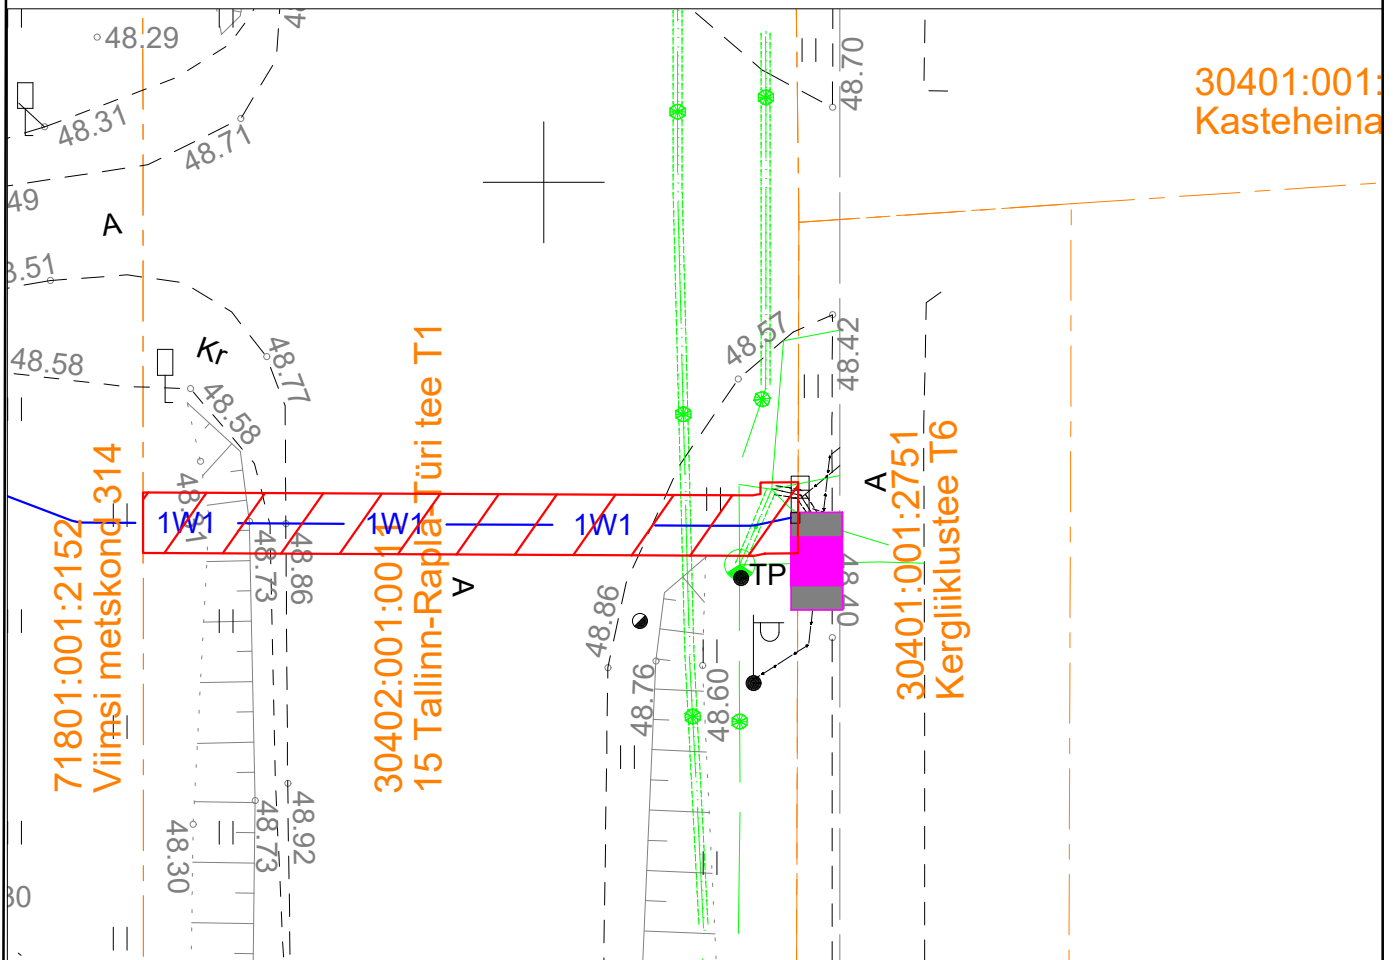 48.29
48.31
48.71
49
A
3.51
48.58
Kr
48.77
48.58
48.70
30401:001:
Kasteheina
48.57
48.42
71801:001:2152
Viimsi metskond 314
1W1
1W1
1W1
48.73
48.86
30402:001:001
15 Tallinn-Rapla-Türi tee T1
A
A
TP
48.40
30401:001:2751
Kergliiklustee T6
48.86
48.76
48.60
48.30
48.73
48.92
30